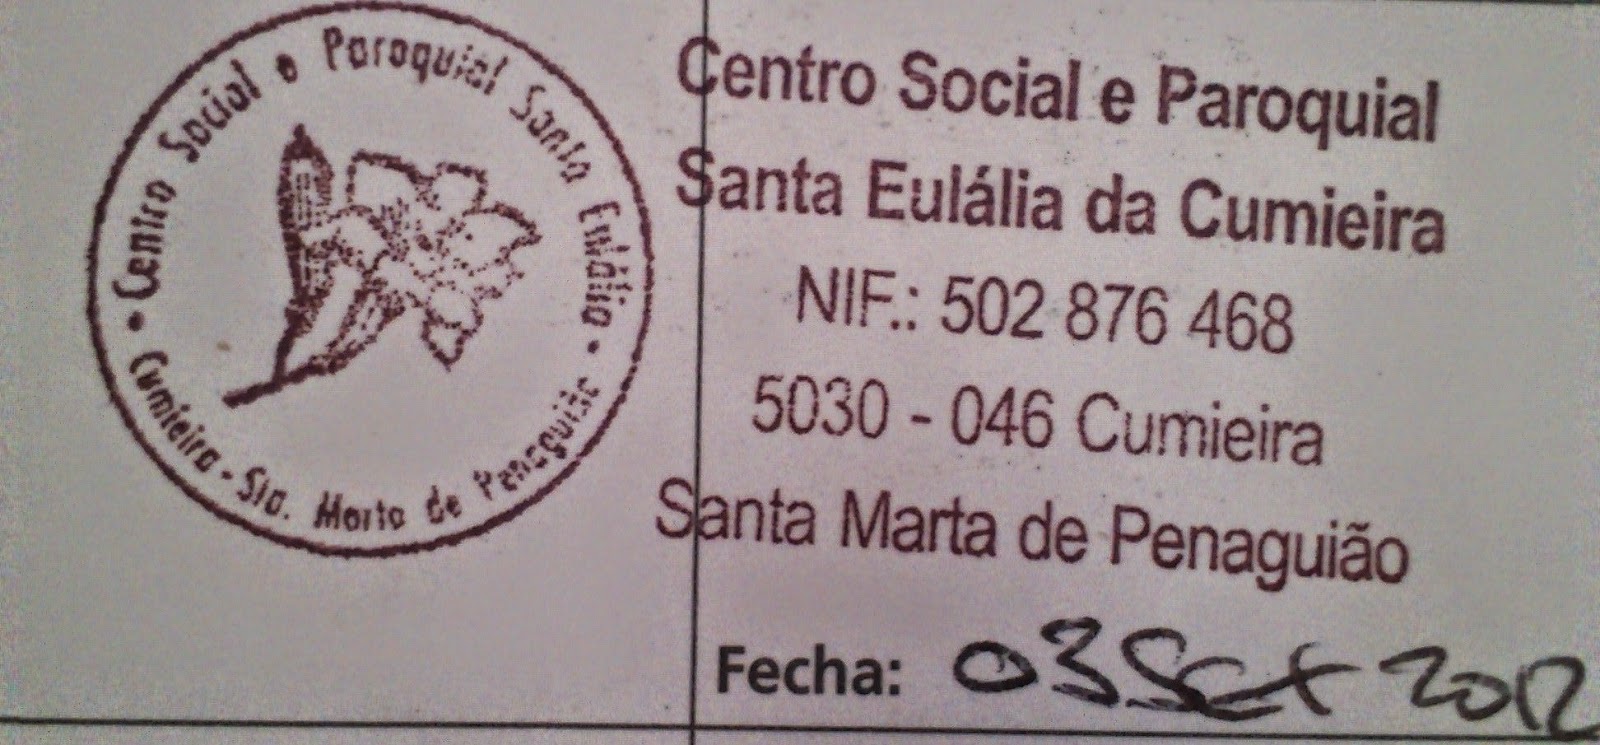 Centro Social e Paroquial Santa Eulália
Cumieira - Sta. Marta de Penaguião
Centro Social e Paroquial
Santa Eulália da Cumieira
NIF.: 502 876 468
5030 - 046 Cumieira
Santa Marta de Penaguião
Fecha: 03 Set 2012